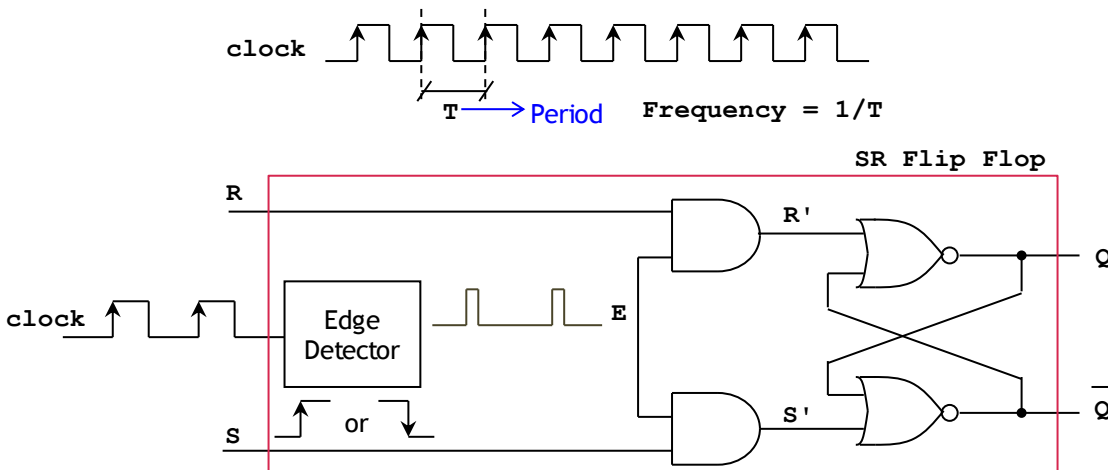 clock
T Period Frequency = 1/T
SR Flip Flop
R
R'
Q
clock
Edge
Detector
E
or
S
S'
Q